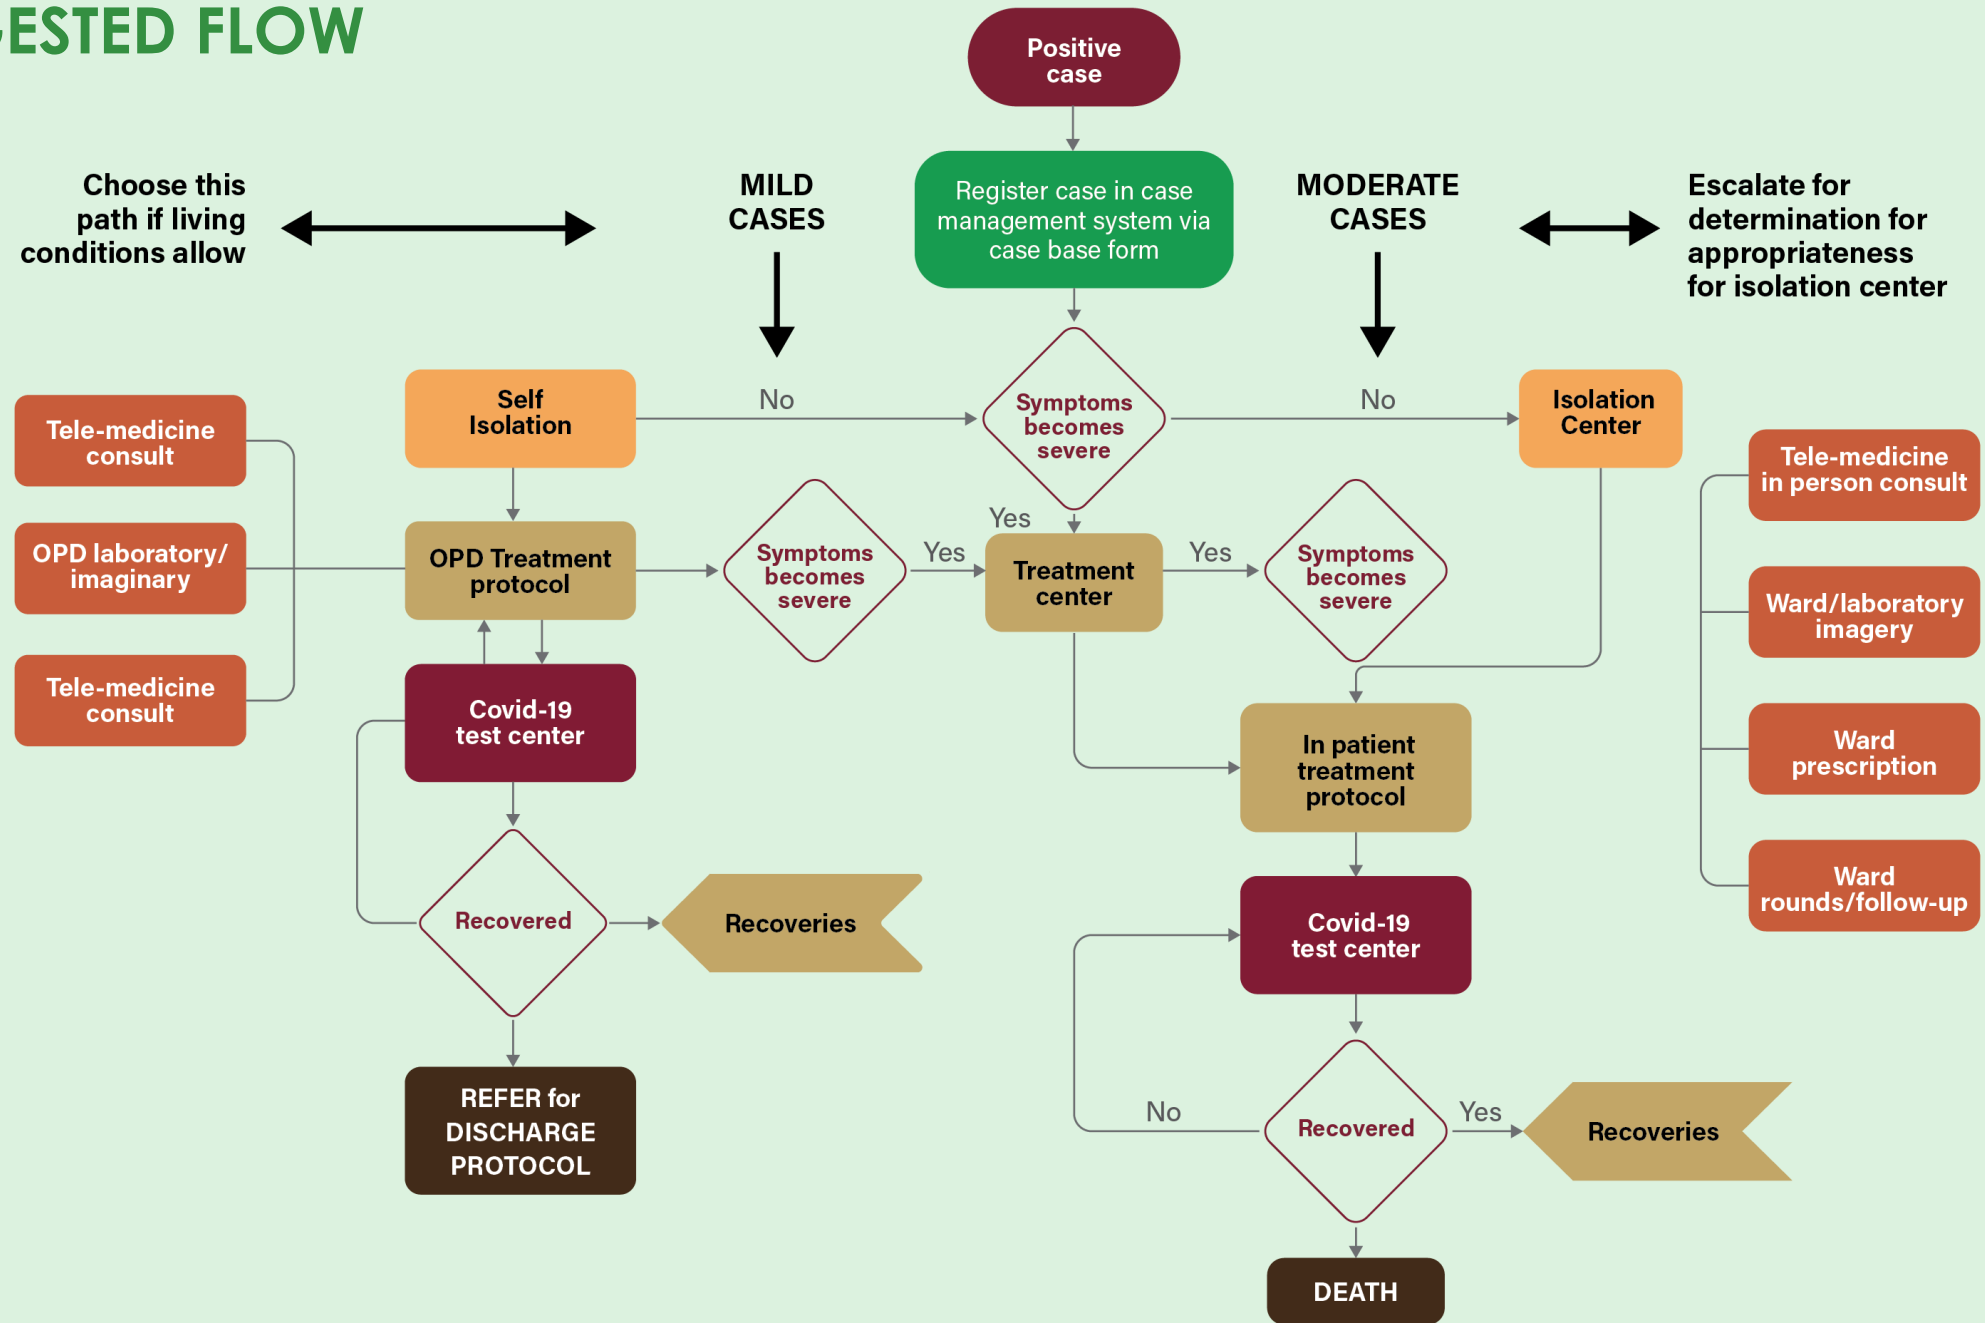 GESTED FLOW
Positive
case
Choose this
path if living
conditions allow
MILD
CASES
Register case in case
management system via
case base form
MODERATE
CASES
Escalate for
determination for
appropriateness
for isolation center
Self
Isolation
No
Symptoms
becomes
severe
No
Isolation
Center
Tele-medicine
consult
OPD laboratory/
imaginary
Tele-medicine
consult
OPD Treatment
protocol
Symptoms
becomes
severe
Yes
Yes
Treatment
center
Yes
Symptoms
becomes
severe
Tele-medicine
in person consult
Ward/laboratory
imagery
Ward
prescription
Ward
rounds/follow-up
Covid-19
test center
In patient
treatment
protocol
Recovered
Recoveries
Covid-19
test center
REFER for
DISCHARGE
PROTOCOL
No
Recovered
Yes
Recoveries
DEATH